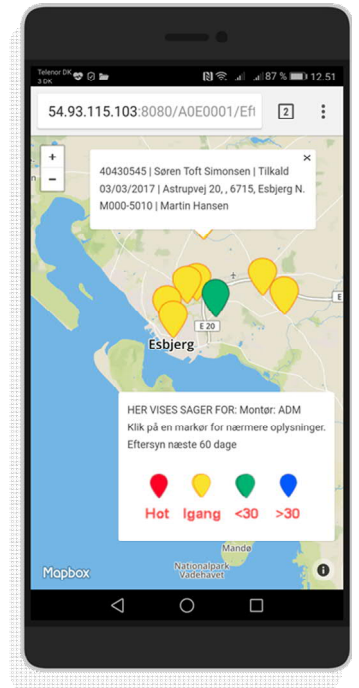 Telenor DK
3 DK
87 % 12.51
54.93.115.103:8080/A0E0001/Eft
2
+
−
×
40430545 | Søren Toft Simonsen | Tilkald
03/03/2017 | Astrupvej 20, , 6715, Esbjerg N.
M000-5010 | Martin Hansen
E
E 20
Esbjerg
HER VISES SAGER FOR: Montør: ADM
Klik på en markør for nærmere oplysninger.
Eftersyn næste 60 dage
Hot Igang <30 >30
Mandø
Nationalpark
Vadehavet
Mapbox